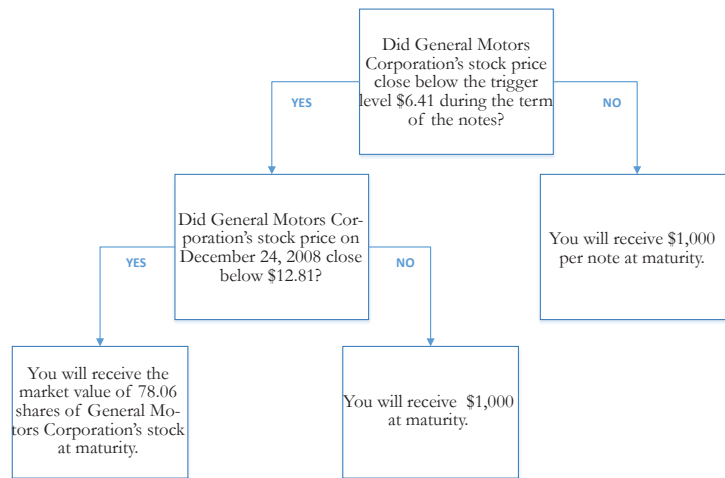 Did General Motors
Corporation's stock price
close below the trigger
level $6.41 during the term
of the notes?
YES
NO
Did General Motors Cor-
poration's stock price on
December 24, 2008 close
below $12.81?
You will receive $1,000
per note at maturity.
YES
NO
You will receive the
market value of 78.06
shares of General Mo-
tors Corporation's stock
at maturity.
You will receive $1,000
at maturity.